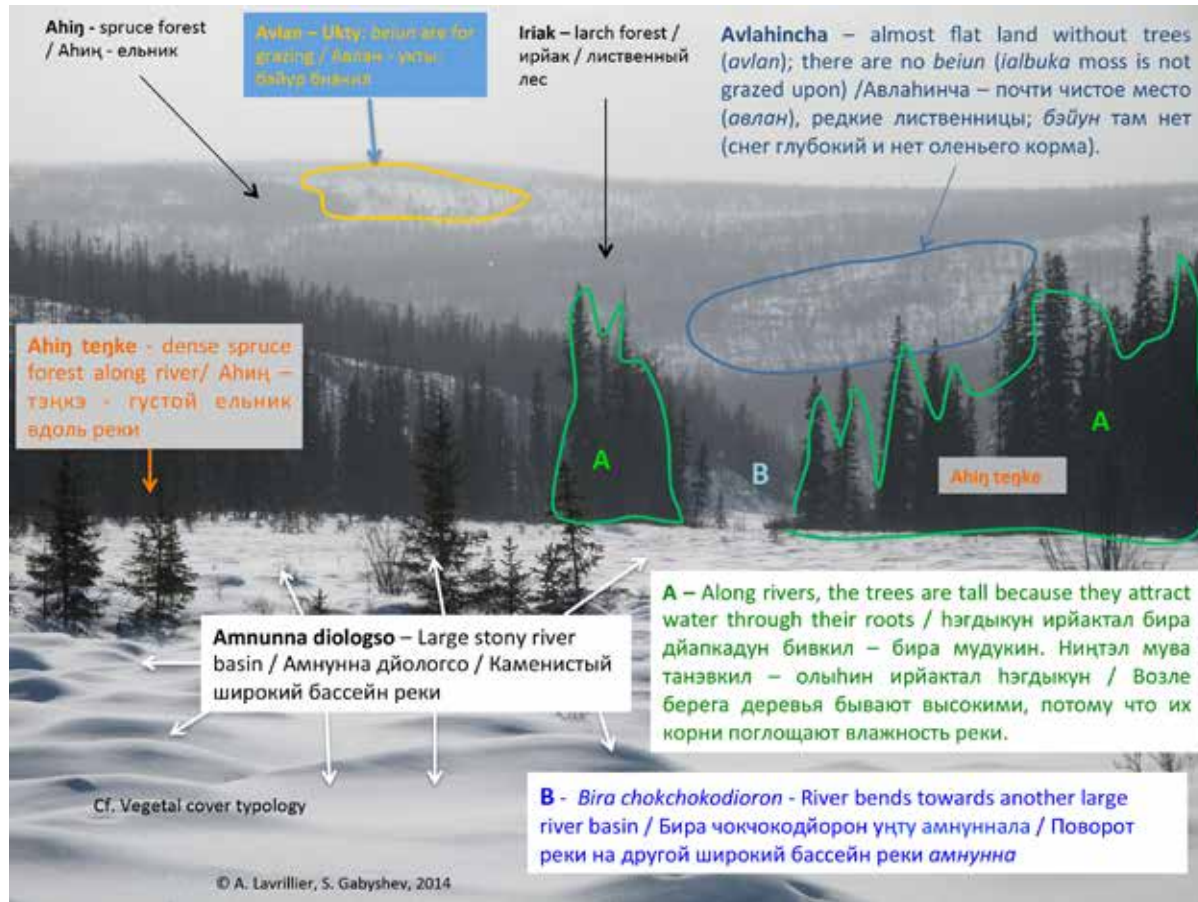 Ahiŋ - spruce forest
/ Аһиӈ - ельник
Avlan – Ukty: beiun are for
grazing / Авлан - укты:
бэйур бианкил
Iriak – larch forest /
ирйак / лиственный
лес
Avlahincha – almost flat land without trees
(avlan); there are no beiun (ialbuka moss is not
grazed upon) /Авлаһинча – почти чистое место
(авлан), редкие лиственницы; бэйун там нет
(снег глубокий и нет оленьего корма).
Ahiŋ teŋke - dense spruce
forest along river/ Аһиӈ –
тэӈкэ - густой ельник
вдоль реки
A
B
A
Ahiŋ teŋke
Amnunna diologso – Large stony river
basin / Амнунна дйологсо / Каменистый
широкий бассейн реки
A – Along rivers, the trees are tall because they attract
water through their roots / һэгдыкун ирйактал бира
дйапкадун бивкил – бира мудукин. Ниӈтэл мува
танэвкил – олыһин ирйактал һэгдыкун / Возле
берега деревья бывают высокими, потому что их
корни поглощают влажность реки.
Cf. Vegetal cover typology
B - Bira chokchokodioron - River bends towards another large
river basin / Бира чокчокодйорон уӈту амнуннала / Поворот
реки на другой широкий бассейн реки амнунна
© A. Lavrillier, S. Gabyshev, 2014